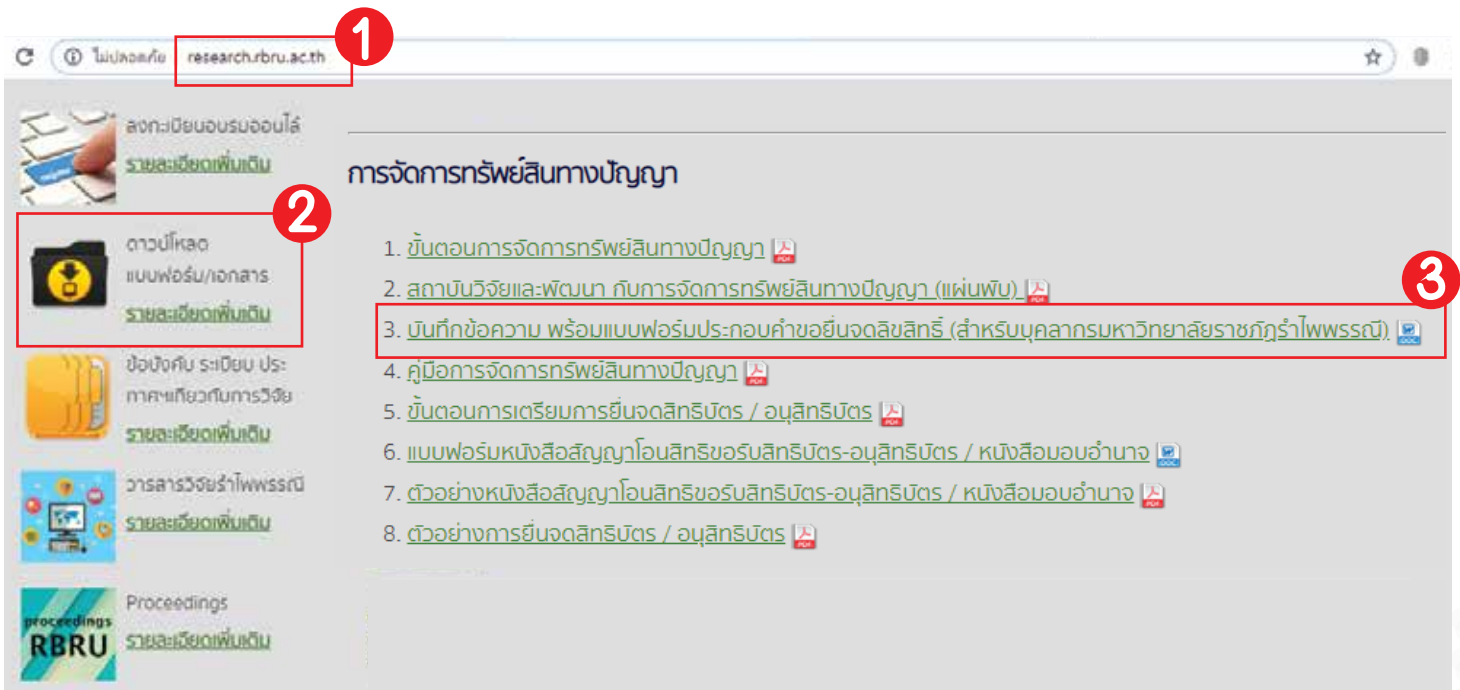 1
ไม่ปลอดภัย research.rbru.ac.th
ลงทะเบียนอบรมออนไล์
รายละเอียดเพิ่มเติม
การจัดการทรัพย์สินทางปัญญา
2
ดาวน์โหลด
แบบฟอร์ม/เอกสาร
รายละเอียดเพิ่มเติม
1. ขั้นตอนการจัดการทรัพย์สินทางปัญญา
2. สถาบันวิจัยและพัฒนา กับการจัดการทรัพย์สินทางปัญญา (แผ่นพับ)
3
3. บันทึกข้อความ พร้อมแบบฟอร์มประกอบคำขอยื่นจดลิขสิทธิ์ (สำหรับบุคลากรมหาวิทยาลัยราชภัฏรำไพพรรณี)
4. คู่มือการจัดการทรัพย์สินทางปัญญา
5. ขั้นตอนการเตรียมการยื่นจดสิทธิบัตร / อนุสิทธิบัตร
6. แบบฟอร์มหนังสือสัญญาโอนสิทธิขอรับสิทธิบัตร-อนุสิทธิบัตร / หนังสือมอบอำนาจ
7. ตัวอย่างหนังสือสัญญาโอนสิทธิขอรับสิทธิบัตร-อนุสิทธิบัตร / หนังสือมอบอำนาจ
8. ตัวอย่างการยื่นจดสิทธิบัตร / อนุสิทธิบัตร
ข้อบังคับ ระเบียบ ประ
กาศฯเกี่ยวกับการวิจัย
รายละเอียดเพิ่มเติม
วารสารวิจัยรำไพพรรณี
รายละเอียดเพิ่มเติม
proceedings
RBRU
Proceedings
รายละเอียดเพิ่มเติม